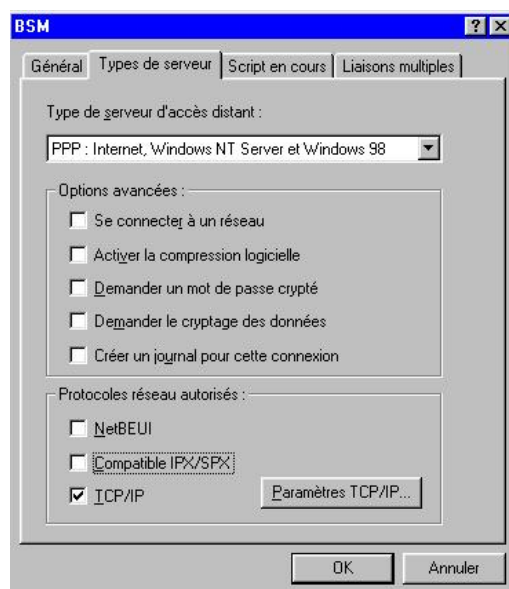 BSM
Général Types de serveur Script en cours Liaisons multiples
Type de serveur d'accès distant :
PPP : Internet, Windows NT Server et Windows 98
Options avancées :
Se connecter à un réseau
Activer la compression logicielle
Demander un mot de passe crypté
Demander le cryptage des données
Créer un journal pour cette connexion
Protocoles réseau autorisés :
NetBEUI
Compatible IPX/SPX
TCP/IP Paramètres TCP/IP...
OK Annuler